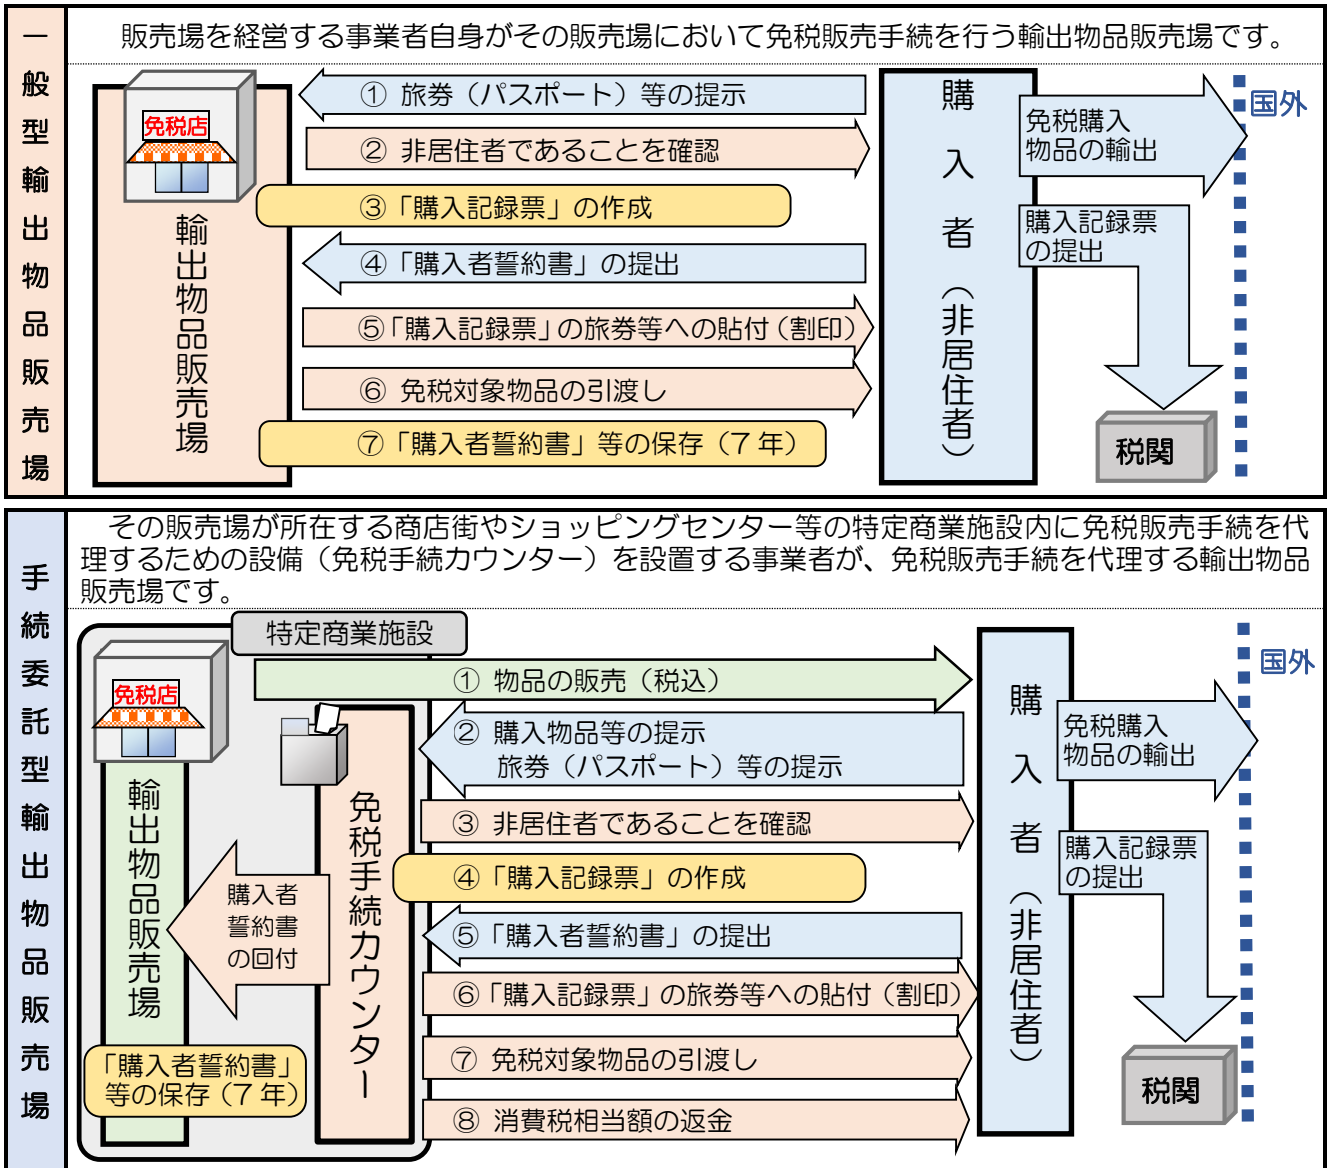 一般型輸出物品販売場
販売場を経営する事業者自身がその販売場において免税販売手続を行う輸出物品販売場です。
免税店
輸出物品販売場
① 旅券（パスポート）等の提示
② 非居住者であることを確認
③「購入記録票」の作成
④「購入者誓約書」の提出
⑤「購入記録票」の旅券等への貼付（割印）
⑥ 免税対象物品の引渡し
⑦「購入者誓約書」等の保存（７年）
購入者（非居住者）
免税購入
物品の輸出
国外
購入記録票
の提出
税関
手続委託型輸出物品販売場
その販売場が所在する商店街やショッピングセンター等の特定商業施設内に免税販売手続を代
理するための設備（免税手続カウンター）を設置する事業者が、免税販売手続を代理する輸出物品
販売場です。
特定商業施設
免税店
輸出物品販売場
免税手続カウンター
購入者
誓約書
の回付
「購入者誓約書」
等の保存（７年）
① 物品の販売（税込）
② 購入物品等の提示
旅券（パスポート）等の提示
③ 非居住者であることを確認
④「購入記録票」の作成
⑤「購入者誓約書」の提出
⑥「購入記録票」の旅券等への貼付（割印）
⑦ 免税対象物品の引渡し
⑧ 消費税相当額の返金
購入者（非居住者）
免税購入
物品の輸出
国外
購入記録票
の提出
税関